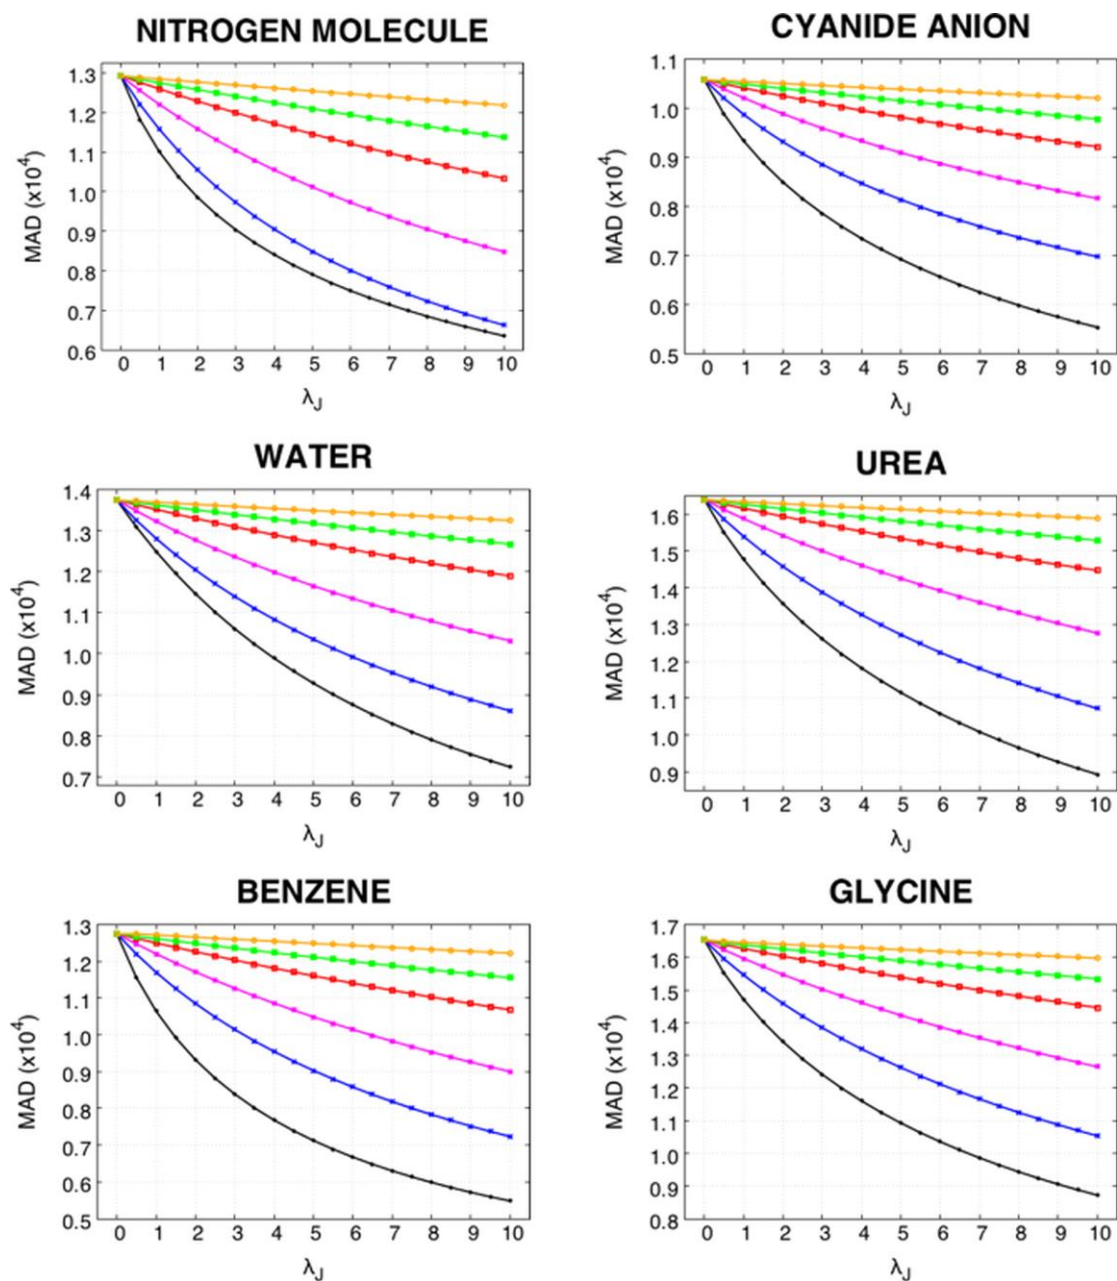 NITROGEN MOLECULE
MAD (x10⁴)
1.3
1.2
1.1
1.0
0.9
0.8
0.7
0.6
0 1 2 3 4 5 6 7 8 9 10
λJ
CYANIDE ANION
MAD (x10⁴)
1.1
1.0
0.9
0.8
0.7
0.6
0.5
0 1 2 3 4 5 6 7 8 9 10
λJ
WATER
MAD (x10⁴)
1.4
1.3
1.2
1.1
1.0
0.9
0.8
0.7
0 1 2 3 4 5 6 7 8 9 10
λJ
UREA
MAD (x10⁴)
1.6
1.5
1.4
1.3
1.2
1.1
1.0
0.9
0 1 2 3 4 5 6 7 8 9 10
λJ
BENZENE
MAD (x10⁴)
1.3
1.2
1.1
1.0
0.9
0.8
0.7
0.6
0.5
0 1 2 3 4 5 6 7 8 9 10
λJ
GLYCINE
MAD (x10⁴)
1.7
1.6
1.5
1.4
1.3
1.2
1.1
1.0
0.9
0.8
0 1 2 3 4 5 6 7 8 9 10
λJ